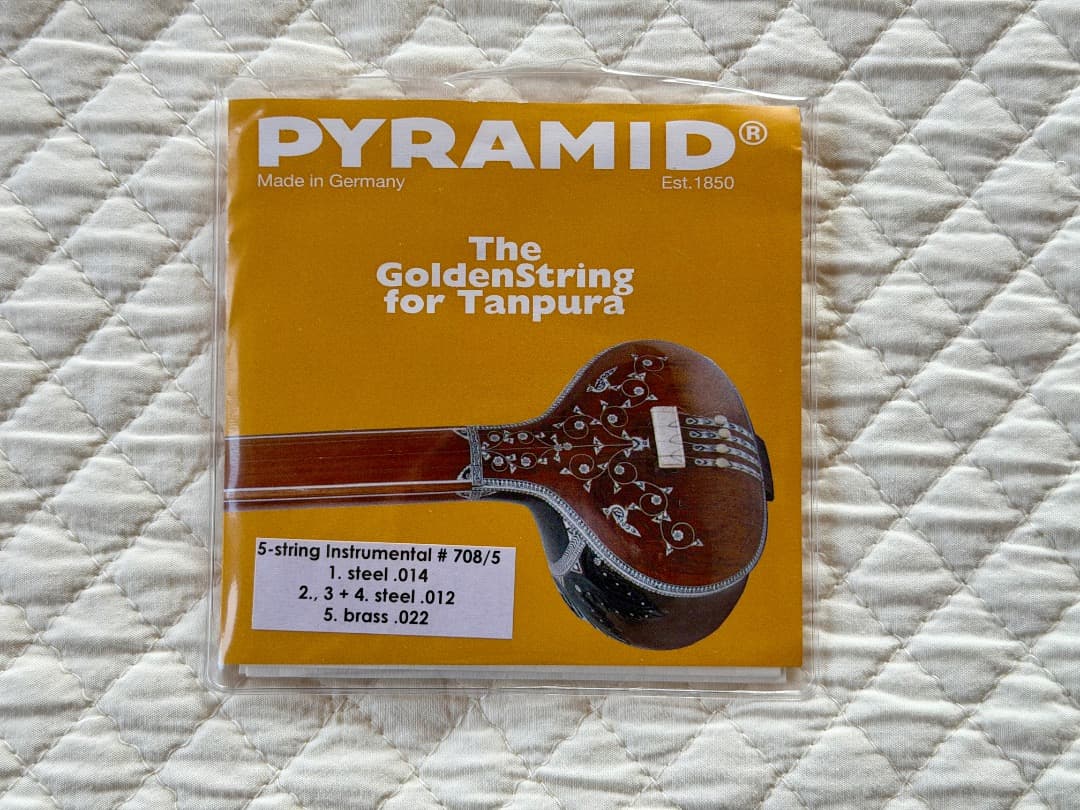 PYRAMID®
Made in Germany Est.1850
The
GoldenString
for Tanpura
5-string Instrumental # 708/5
1. steel .014
2., 3 + 4. steel .012
5. brass .022